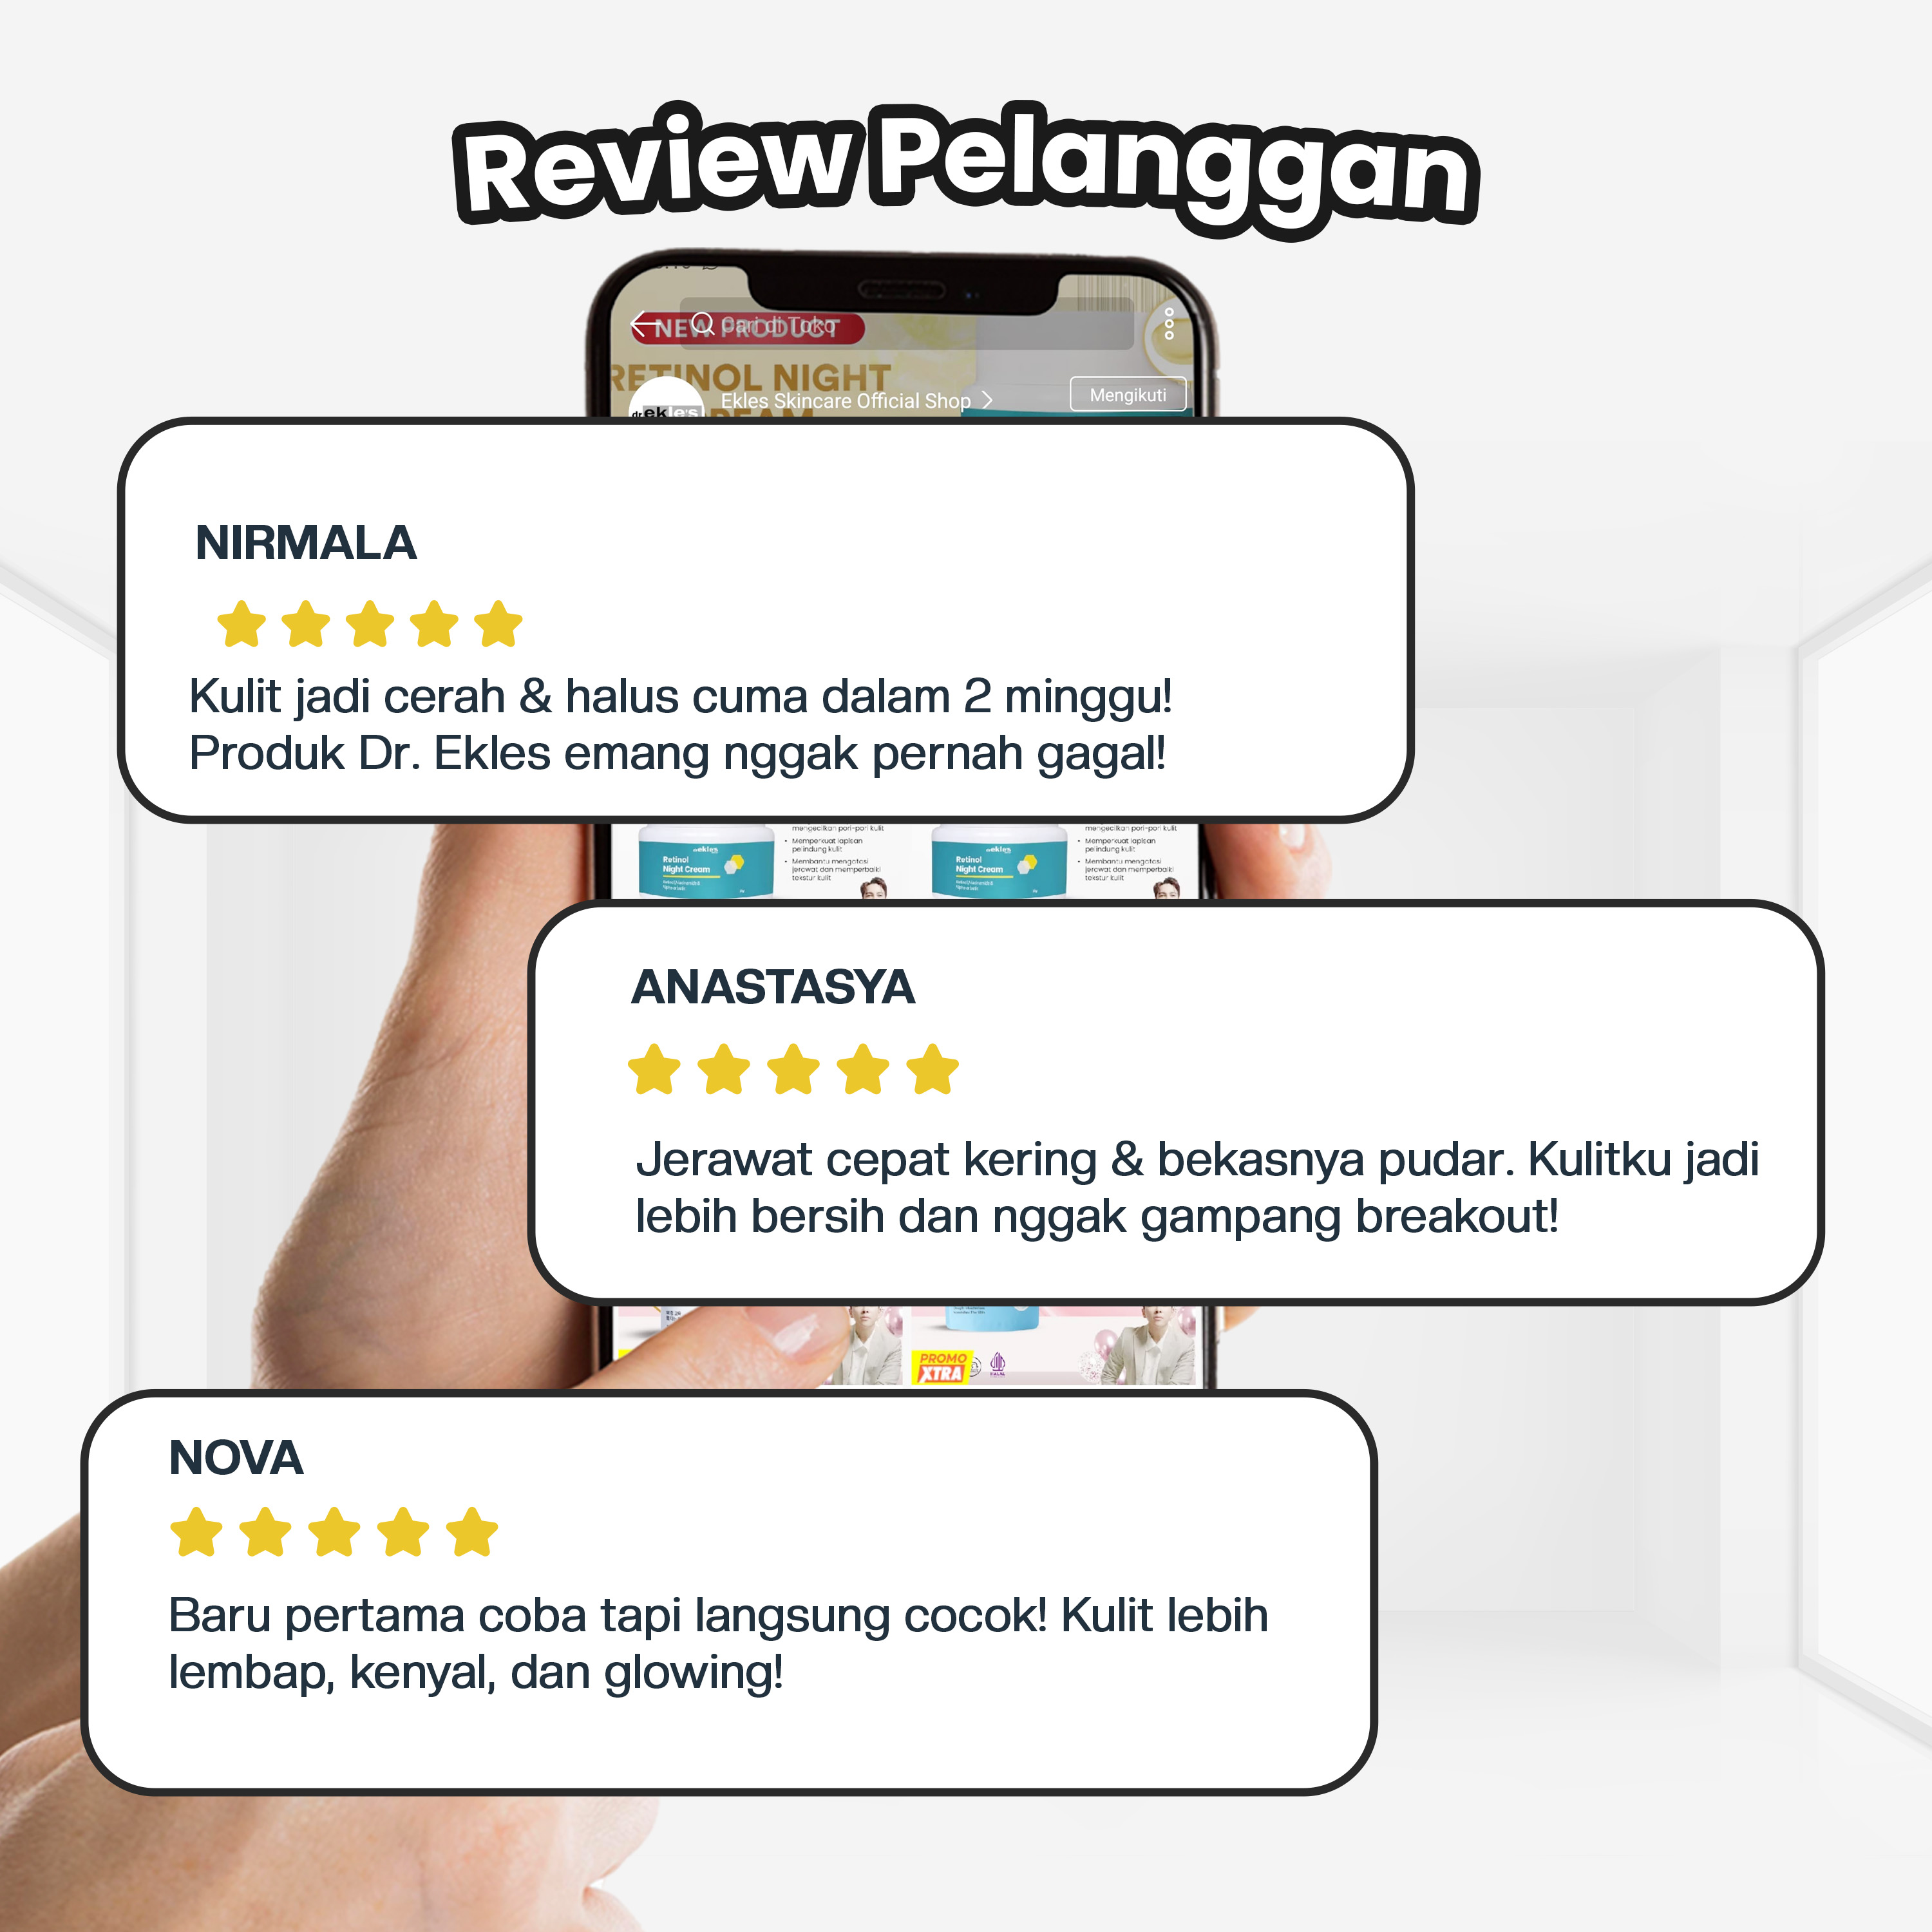 Review Pelanggan
NEW PRODUCT
Cari di Toko
RETINOL NIGHT
dr.ekles
Ekles Skincare Official Shop
Mengikuti
NIRMALA
Kulit jadi cerah & halus cuma dalam 2 minggu!
Produk Dr. Ekles emang nggak pernah gagal!
mengecilkan pori-pori kulit
• Memperkuat lapisan
pelindung kulit
• Membantu mengatasi
jerawat dan memperbaiki
tekstur kulit
ekles
Retinol
Night Cream
mengecilkan pori-pori kulit
• Memperkuat lapisan
pelindung kulit
• Membantu mengatasi
jerawat dan memperbaiki
tekstur kulit
ekles
Retinol
Night Cream
ANASTASYA
Jerawat cepat kering & bekasnya pudar. Kulitku jadi
lebih bersih dan nggak gampang breakout!
PROMO
XTRA
NOVA
Baru pertama coba tapi langsung cocok! Kulit lebih
lembap, kenyal, dan glowing!